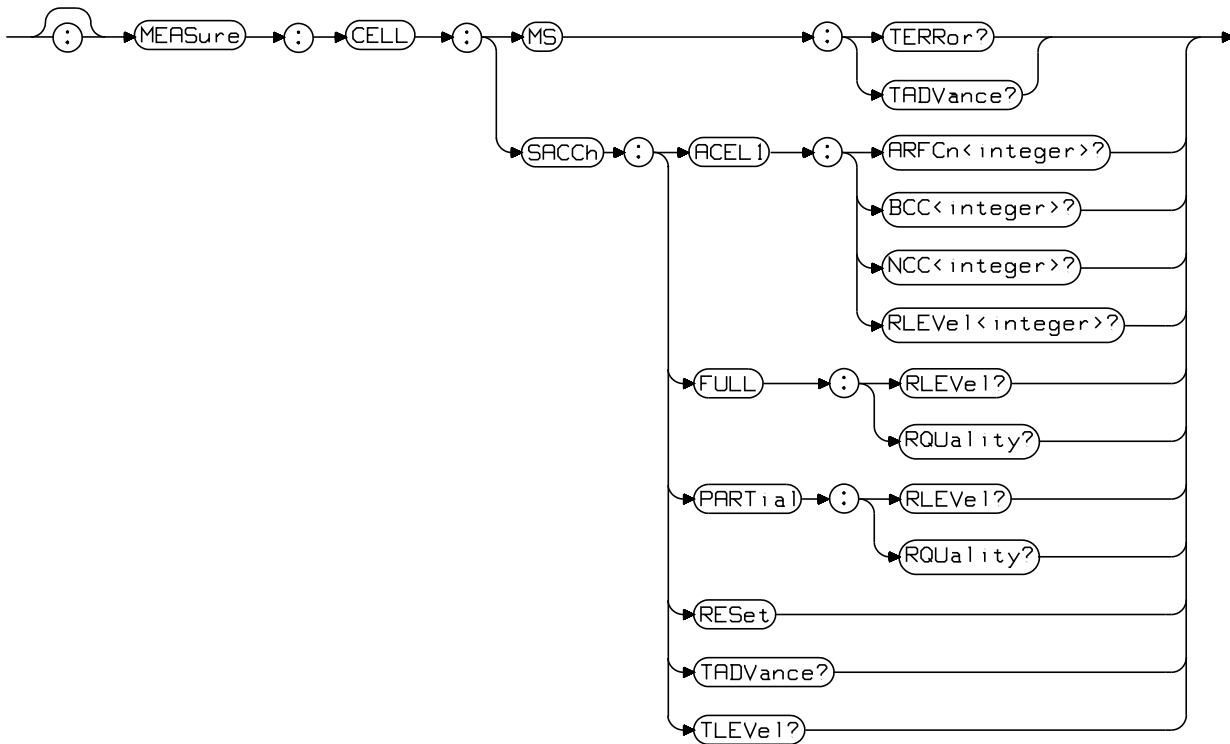 : MEASure : CELL : MS : TERRor?
TADVance?
SACCh : ACEL1 : ARFCn<integer>?
BCC<integer>?
NCC<integer>?
RLEVel<integer>?
FULL : RLEVel?
RQUality?
PARTial : RLEVel?
RQUality?
RESet
TADVance?
TLEVel?